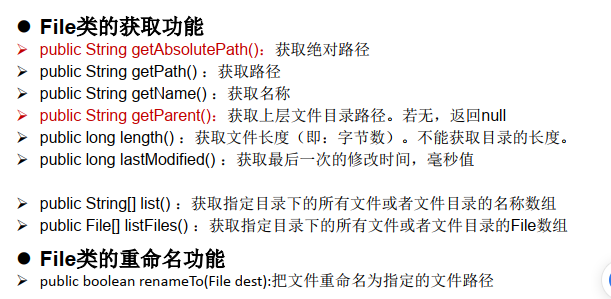 ● File类的获取功能
➢ public String getAbsolutePath()：获取绝对路径
➢ public String getPath() ：获取路径
➢ public String getName() ：获取名称
➢ public String getParent()：获取上层文件目录路径。若无，返回null
➢ public long length() ：获取文件长度（即：字节数）。不能获取目录的长度。
➢ public long lastModified() ：获取最后一次的修改时间，毫秒值
➢ public String[] list() ：获取指定目录下的所有文件或者文件目录的名称数组
➢ public File[] listFiles() ：获取指定目录下的所有文件或者文件目录的File数组
● File类的重命名功能
➢ public boolean renameTo(File dest):把文件重命名为指定的文件路径